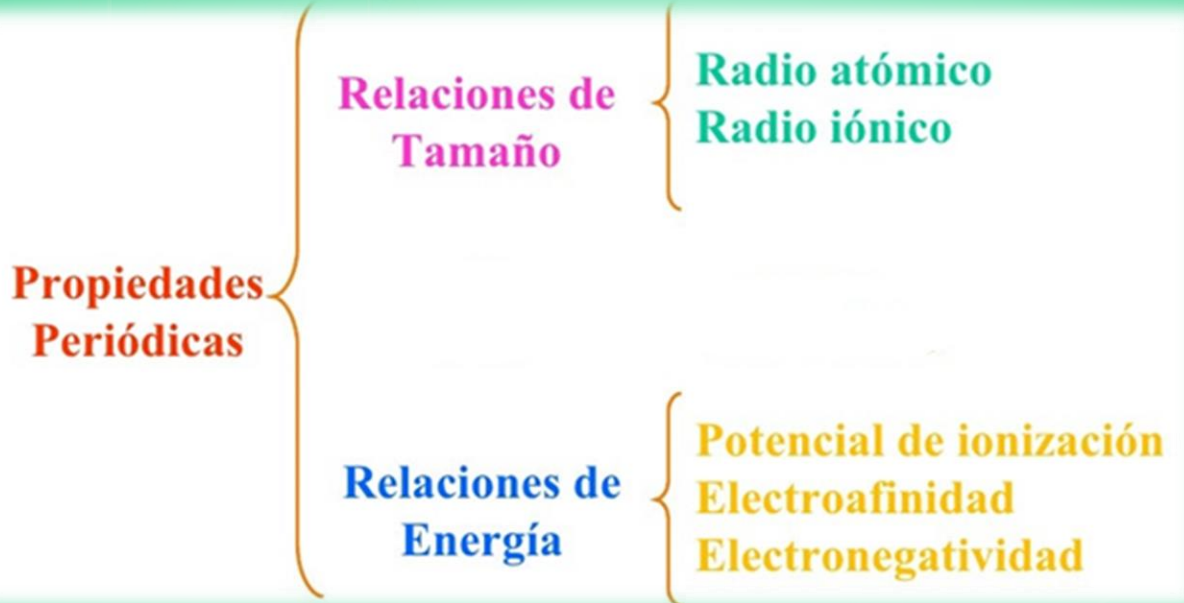 Propiedades
Periódicas
Relaciones de
Tamaño
Radio atómico
Radio iónico
Relaciones de
Energía
Potencial de ionización
Electroafinidad
Electronegatividad